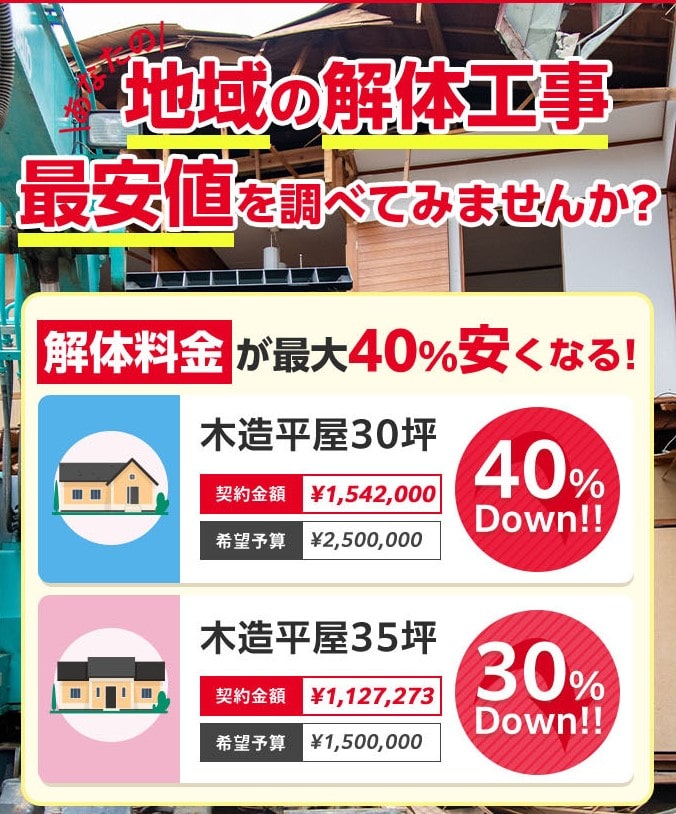 \あなたの/
地域の解体工事
最安値を調べてみませんか?
解体料金が最大40%安くなる!
木造平屋30坪
契約金額 ¥1,542,000
希望予算 ¥2,500,000
40%
Down!!
木造平屋35坪
契約金額 ¥1,127,273
希望予算 ¥1,500,000
30%
Down!!